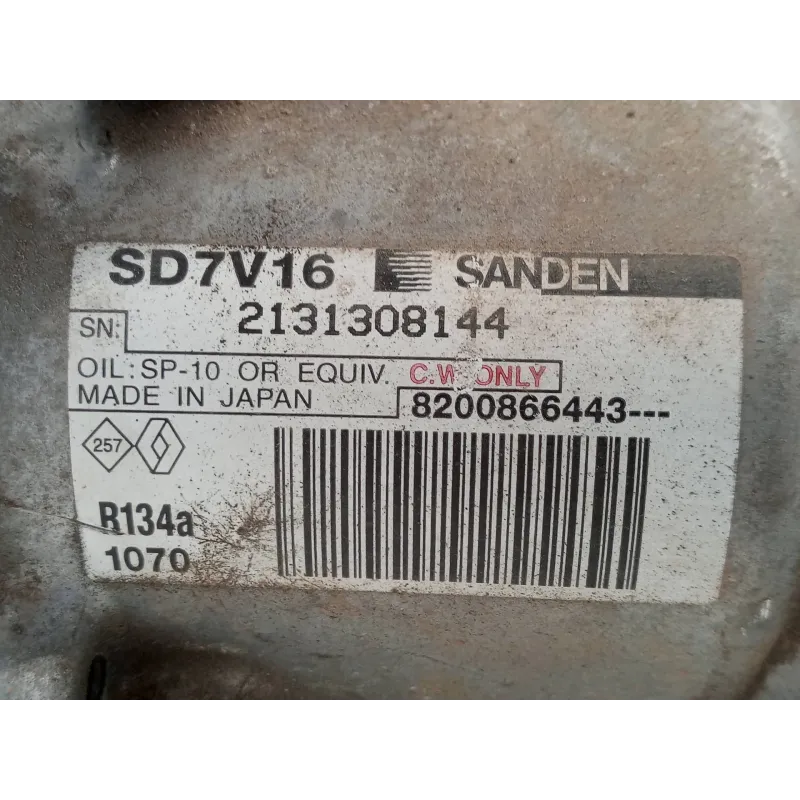 SD7V16 SANDEN
SN: 2131308144
OIL: SP-10 OR EQUIV. C.W. ONLY
MADE IN JAPAN 8200866443---
257
R134a
1070